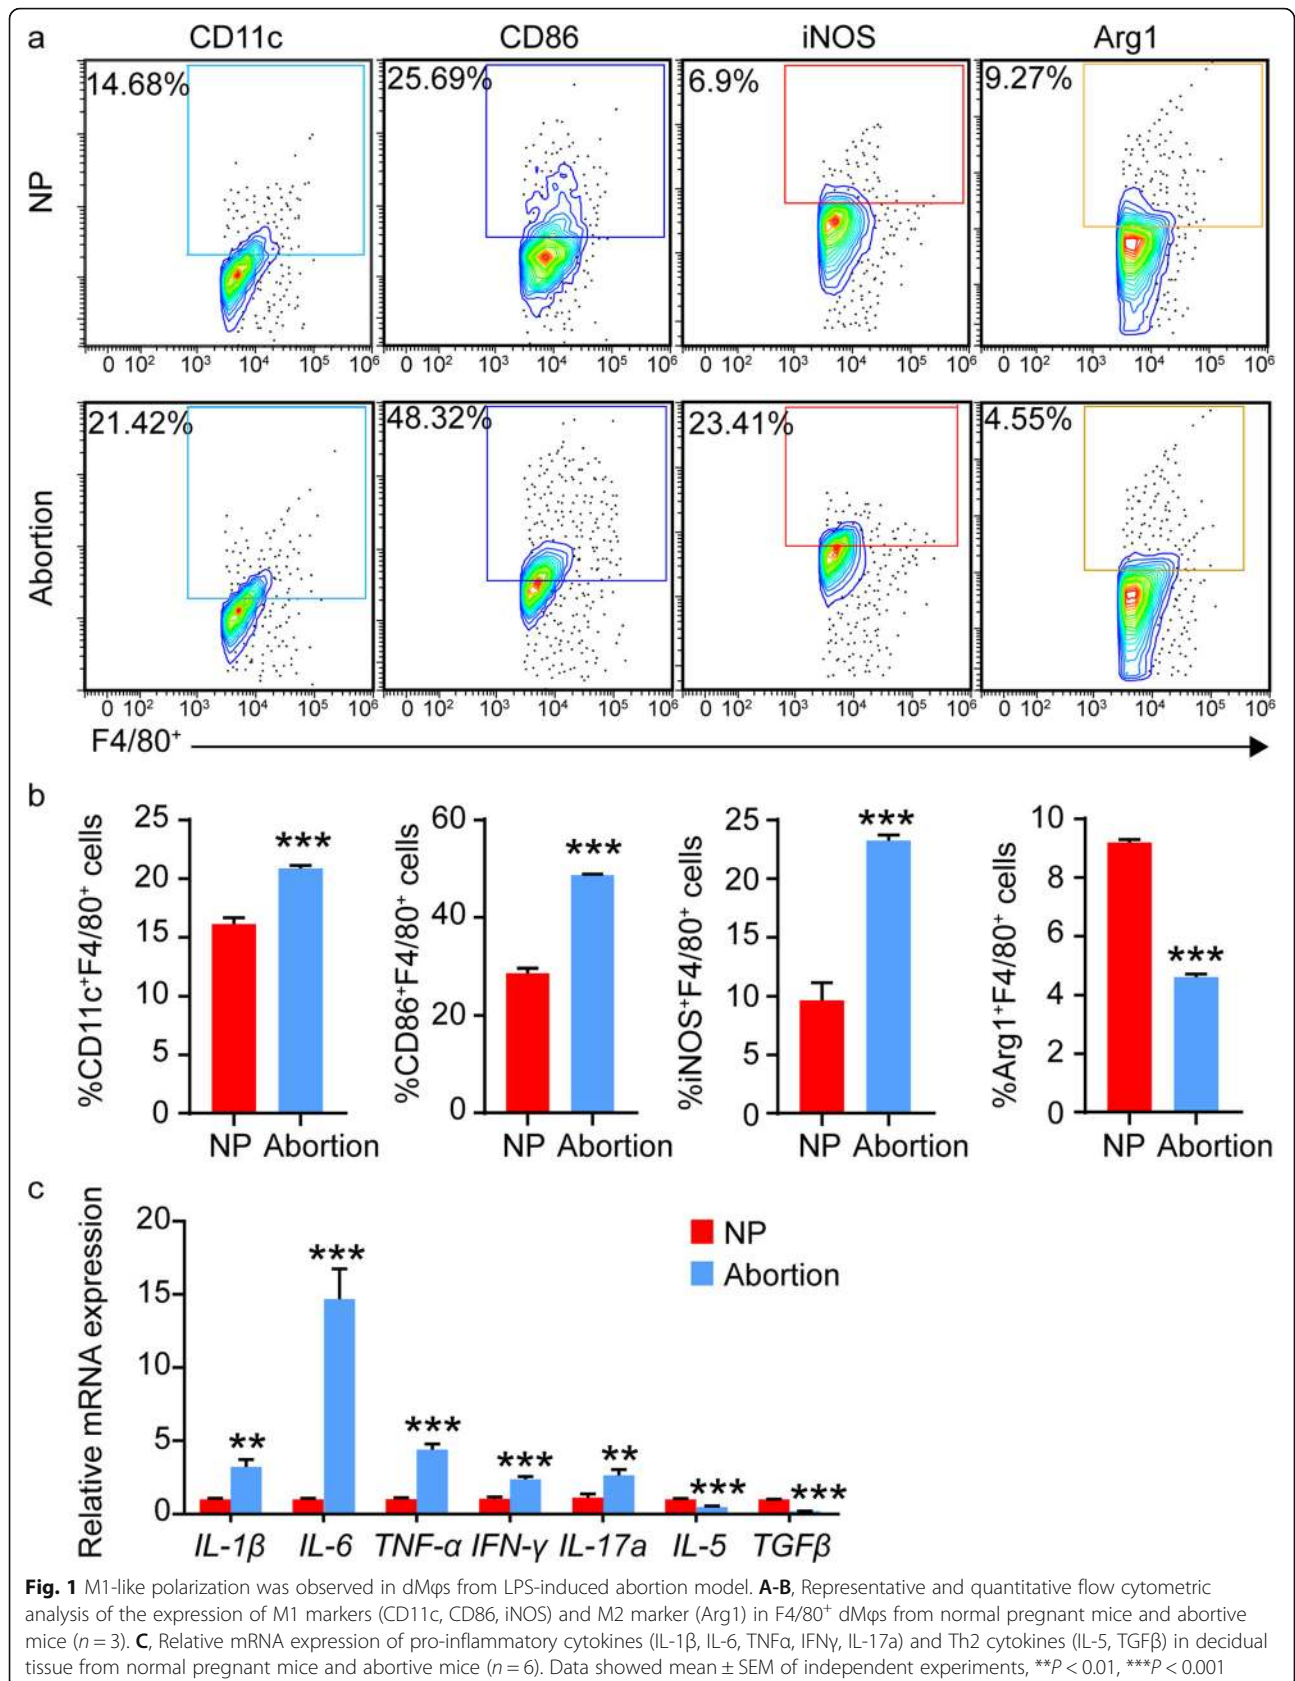 a
CD11c CD86 iNOS Arg1
NP
14.68% 25.69% 6.9% 9.27%
0 10² 10³ 10⁴ 10⁵ 10⁶ 0 10² 10³ 10⁴ 10⁵ 10⁶ 0 10² 10³ 10⁴ 10⁵ 10⁶ 0 10² 10³ 10⁴ 10⁵ 10⁶
Abortion
21.42% 48.32% 23.41% 4.55%
0 10² 10³ 10⁴ 10⁵ 10⁶ 0 10² 10³ 10⁴ 10⁵ 10⁶ 0 10² 10³ 10⁴ 10⁵ 10⁶ 0 10² 10³ 10⁴ 10⁵ 10⁶
F4/80⁺
b
%CD11c⁺F4/80⁺ cells
25
20
15
10
5
0
***
NP Abortion
%CD86⁺F4/80⁺ cells
60
40
20
0
***
NP Abortion
%iNOS⁺F4/80⁺ cells
25
20
15
10
5
0
***
NP Abortion
%Arg1⁺F4/80⁺ cells
10
8
6
4
2
0
***
NP Abortion
c
Relative mRNA expression
20
15
10
5
0
NP
Abortion
** *** *** *** ** *** ***
IL-1β IL-6 TNF-α IFN-γ IL-17a IL-5 TGFβ
Fig. 1 M1-like polarization was observed in dMφs from LPS-induced abortion model. A-B, Representative and quantitative flow cytometric
analysis of the expression of M1 markers (CD11c, CD86, iNOS) and M2 marker (Arg1) in F4/80⁺ dMφs from normal pregnant mice and abortive
mice (n = 3). C, Relative mRNA expression of pro-inflammatory cytokines (IL-1β, IL-6, TNFα, IFNγ, IL-17a) and Th2 cytokines (IL-5, TGFβ) in decidual
tissue from normal pregnant mice and abortive mice (n = 6). Data showed mean ± SEM of independent experiments, **P < 0.01, ***P < 0.001